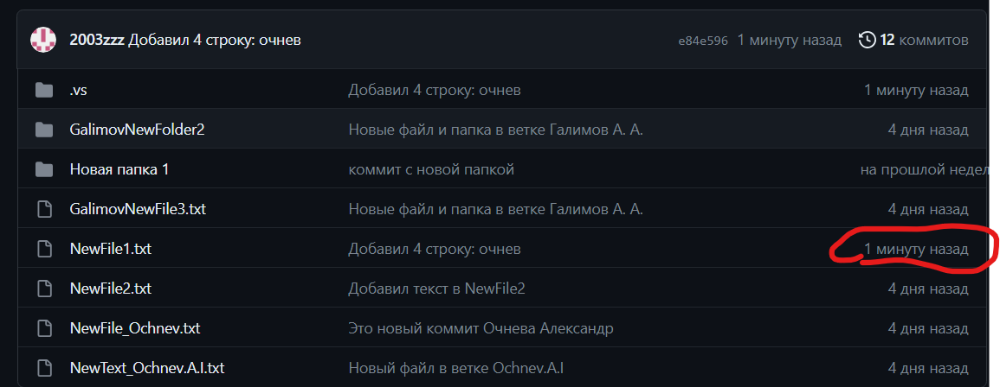 2003zzz Добавил 4 строку: очнев e84e596 1 минуту назад 12 коммитов
.vs Добавил 4 строку: очнев 1 минуту назад
GalimovNewFolder2 Новые файл и папка в ветке Галимов А. А. 4 дня назад
Новая папка 1 коммит с новой папкой на прошлой недел
GalimovNewFile3.txt Новые файл и папка в ветке Галимов А. А. 4 дня назад
NewFile1.txt Добавил 4 строку: очнев 1 минуту назад
NewFile2.txt Добавил текст в NewFile2 4 дня назад
NewFile_Ochnev.txt Это новый коммит Очнева Александр 4 дня назад
NewText_Ochnev.A.I.txt Новый файл в ветке Ochnev.A.I 4 дня назад